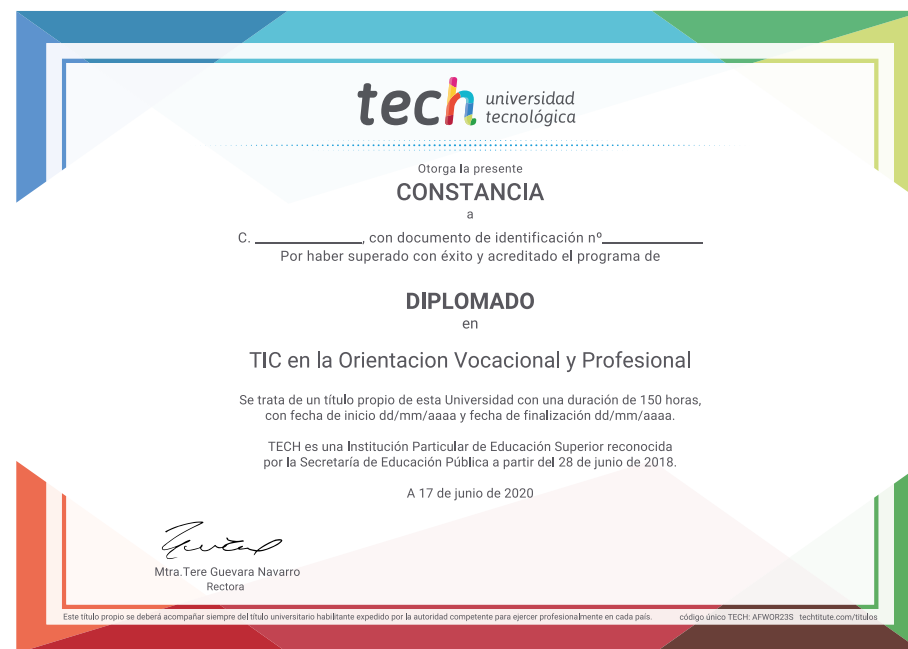 tech universidad
tecnológica
Otorga la presente
CONSTANCIA
a
C. ______________, con documento de identificación nº_____________
Por haber superado con éxito y acreditado el programa de
DIPLOMADO
en
TIC en la Orientacion Vocacional y Profesional
Se trata de un título propio de esta Universidad con una duración de 150 horas,
con fecha de inicio dd/mm/aaaa y fecha de finalización dd/mm/aaaa.
TECH es una Institución Particular de Educación Superior reconocida
por la Secretaría de Educación Pública a partir del 28 de junio de 2018.
A 17 de junio de 2020
Mtra.Tere Guevara Navarro
Rectora
Este título propio se deberá acompañar siempre del título universitario habilitante expedido por la autoridad competente para ejercer profesionalmente en cada país. código único TECH: AFWOR23S techtitute.com/titulos